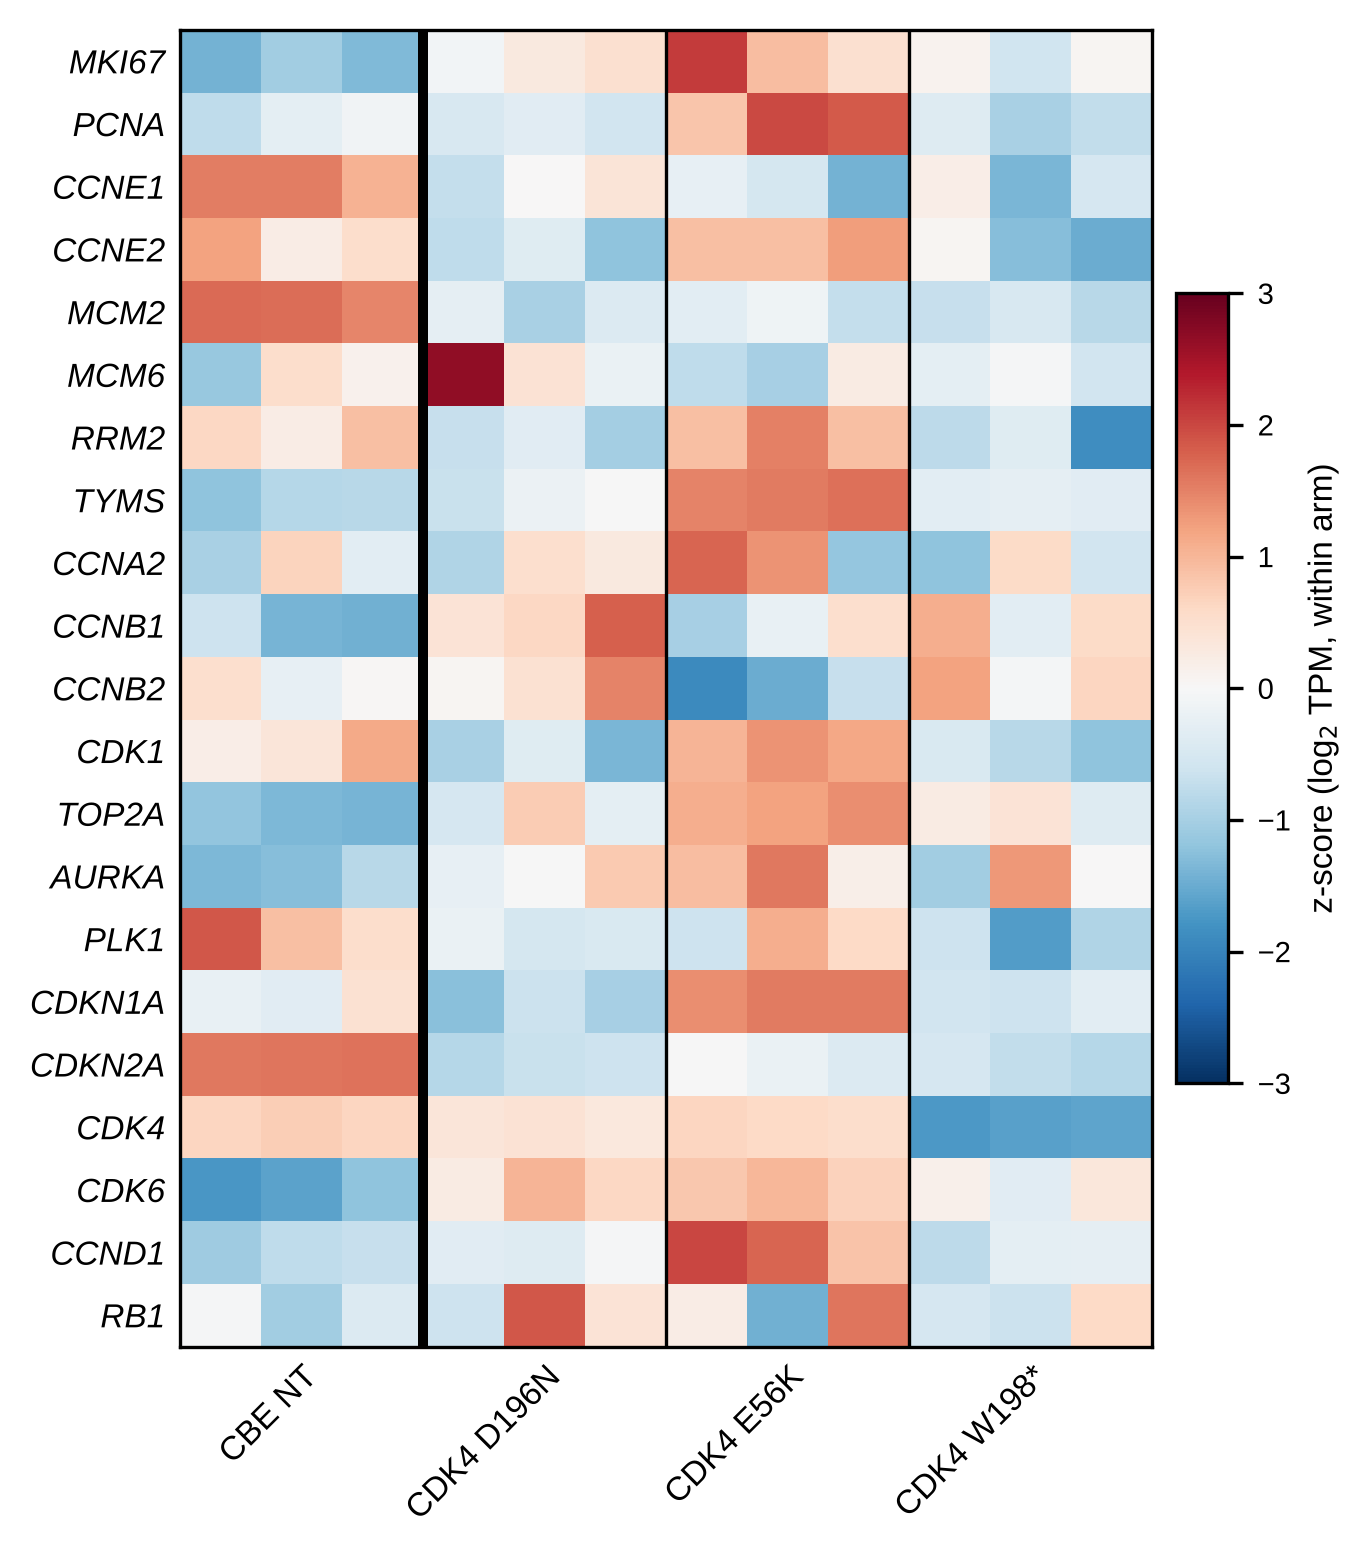 MKI67
PCNA
CCNE1
CCNE2
MCM2
MCM6
RRM2
TYMS
CCNA2
CCNB1
CCNB2
CDK1
TOP2A
AURKA
PLK1
CDKN1A
CDKN2A
CDK4
CDK6
CCND1
RB1
CBE NT
CDK4 D196N
CDK4 E56K
CDK4 W198*
3
2
1
0
−1
−2
−3
z-score (log₂ TPM, within arm)